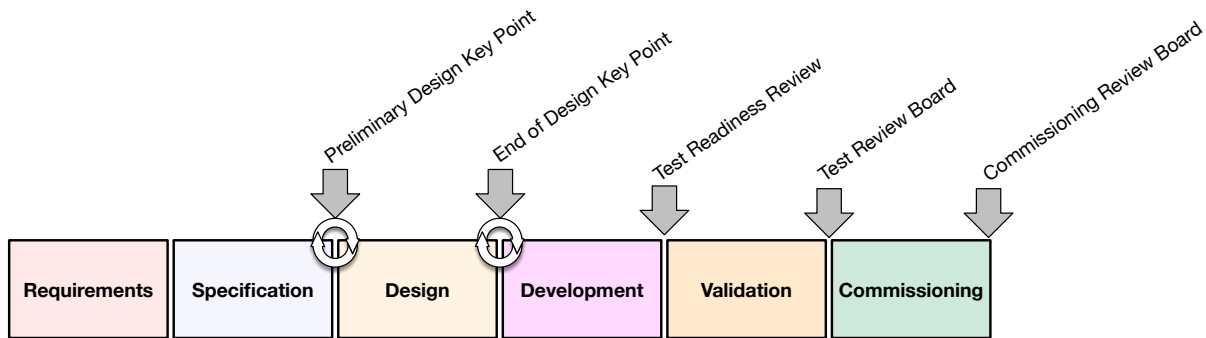 Preliminary Design Key Point
End of Design Key Point
Test Readiness Review
Test Review Board
Commissioning Review Board
Requirements
Specification
Design
Development
Validation
Commissioning